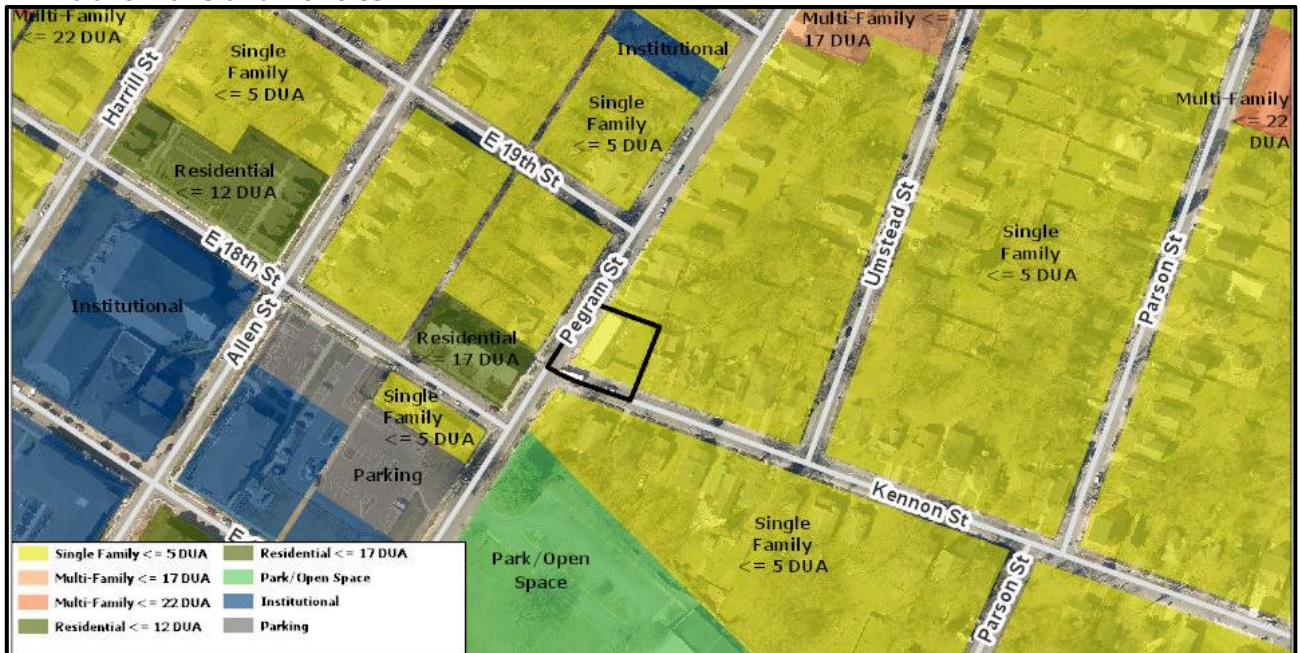 Multi-Family
<= 22 DUA
Harrill St
Single
Family
<= 5 DUA
Institutional
Multi-Family <=
17 DUA
Multi-Family
<= 22
DUA
Single
Family
<= 5 DUA
E 19th St
Residential
<= 12 DUA
Umstead St
Single
Family
<= 5 DUA
Parson St
E 18th St
Institutional
Allen St
Pegram St
Residential
<= 17 DUA
Single
Family
<= 5 DUA
Parking
Kennon St
Park/Open
Space
Single
Family
<= 5 DUA
Parson St
Single Family <= 5 DUA
Multi-Family <= 17 DUA
Multi-Family <= 22 DUA
Residential <= 12 DUA
Residential <= 17 DUA
Park/Open Space
Institutional
Parking